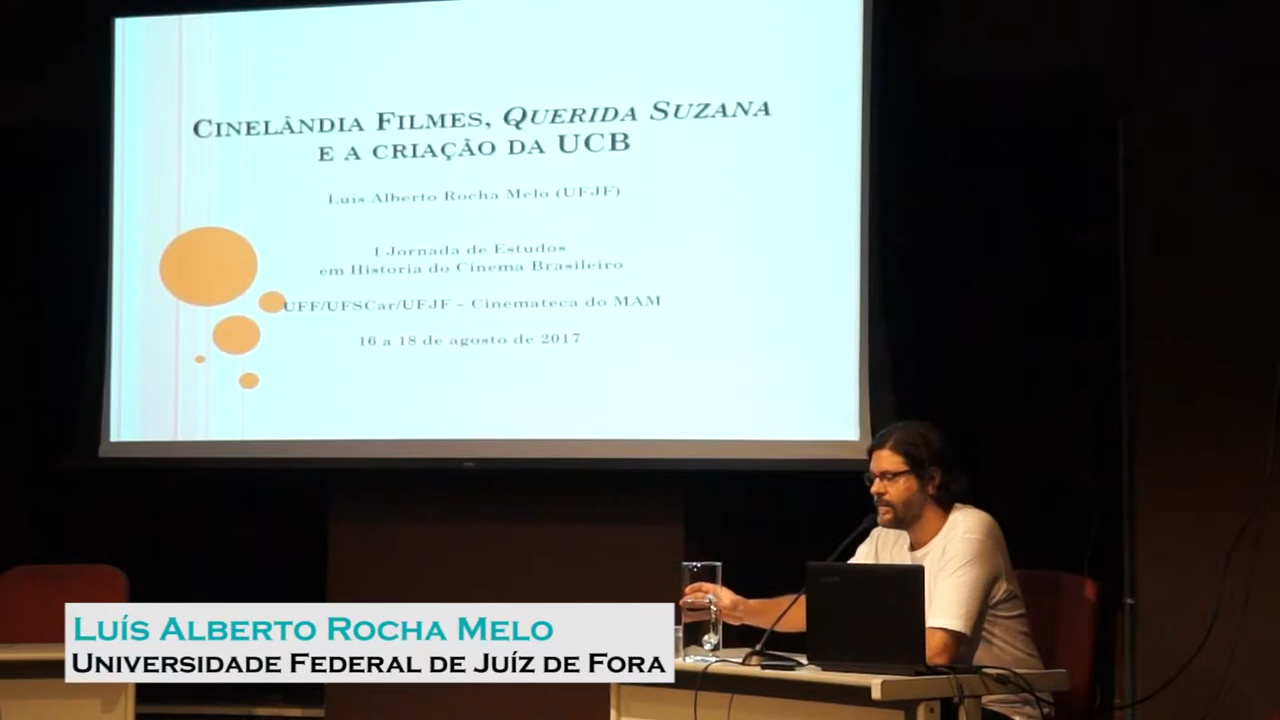 CINELÂNDIA FILMES, QUERIDA SUZANA
E A CRIAÇÃO DA UCB
Luís Alberto Rocha Melo (UFJF)
I Jornada de Estudos
em História do Cinema Brasileiro
UFF/UFSCar/UFJF – Cinemateca do MAM
16 a 18 de agosto de 2017
LUÍS ALBERTO ROCHA MELO
UNIVERSIDADE FEDERAL DE JUÍZ DE FORA